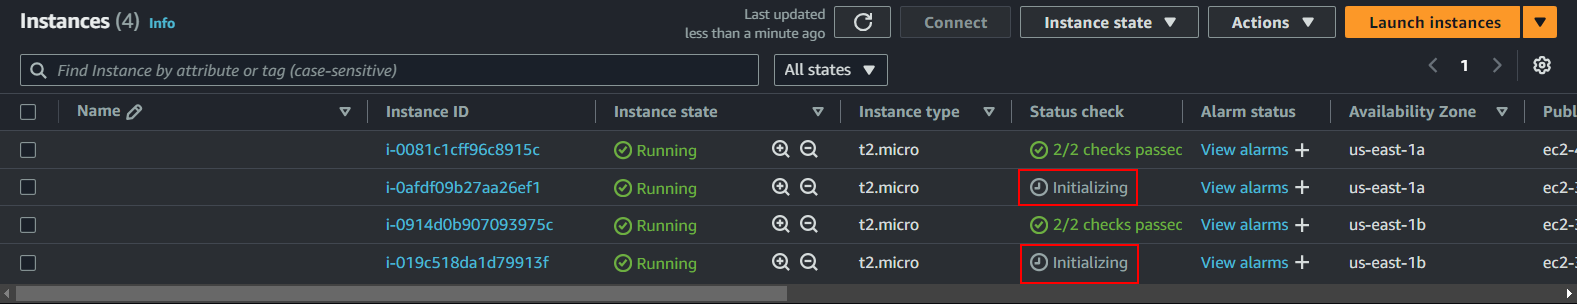 Instances (4) Info
Last updated
less than a minute ago
Connect
Instance state
Actions
Launch instances
Find Instance by attribute or tag (case-sensitive)
All states
1
Name Instance ID Instance state Instance type Status check Alarm status Availability Zone Publ
i-0081c1cff96c8915c Running t2.micro 2/2 checks passec View alarms + us-east-1a ec2-4
i-0afdf09b27aa26ef1 Running t2.micro Initializing View alarms + us-east-1a ec2-3
i-0914d0b907093975c Running t2.micro 2/2 checks passec View alarms + us-east-1b ec2-3
i-019c518da1d79913f Running t2.micro Initializing View alarms + us-east-1b ec2-3